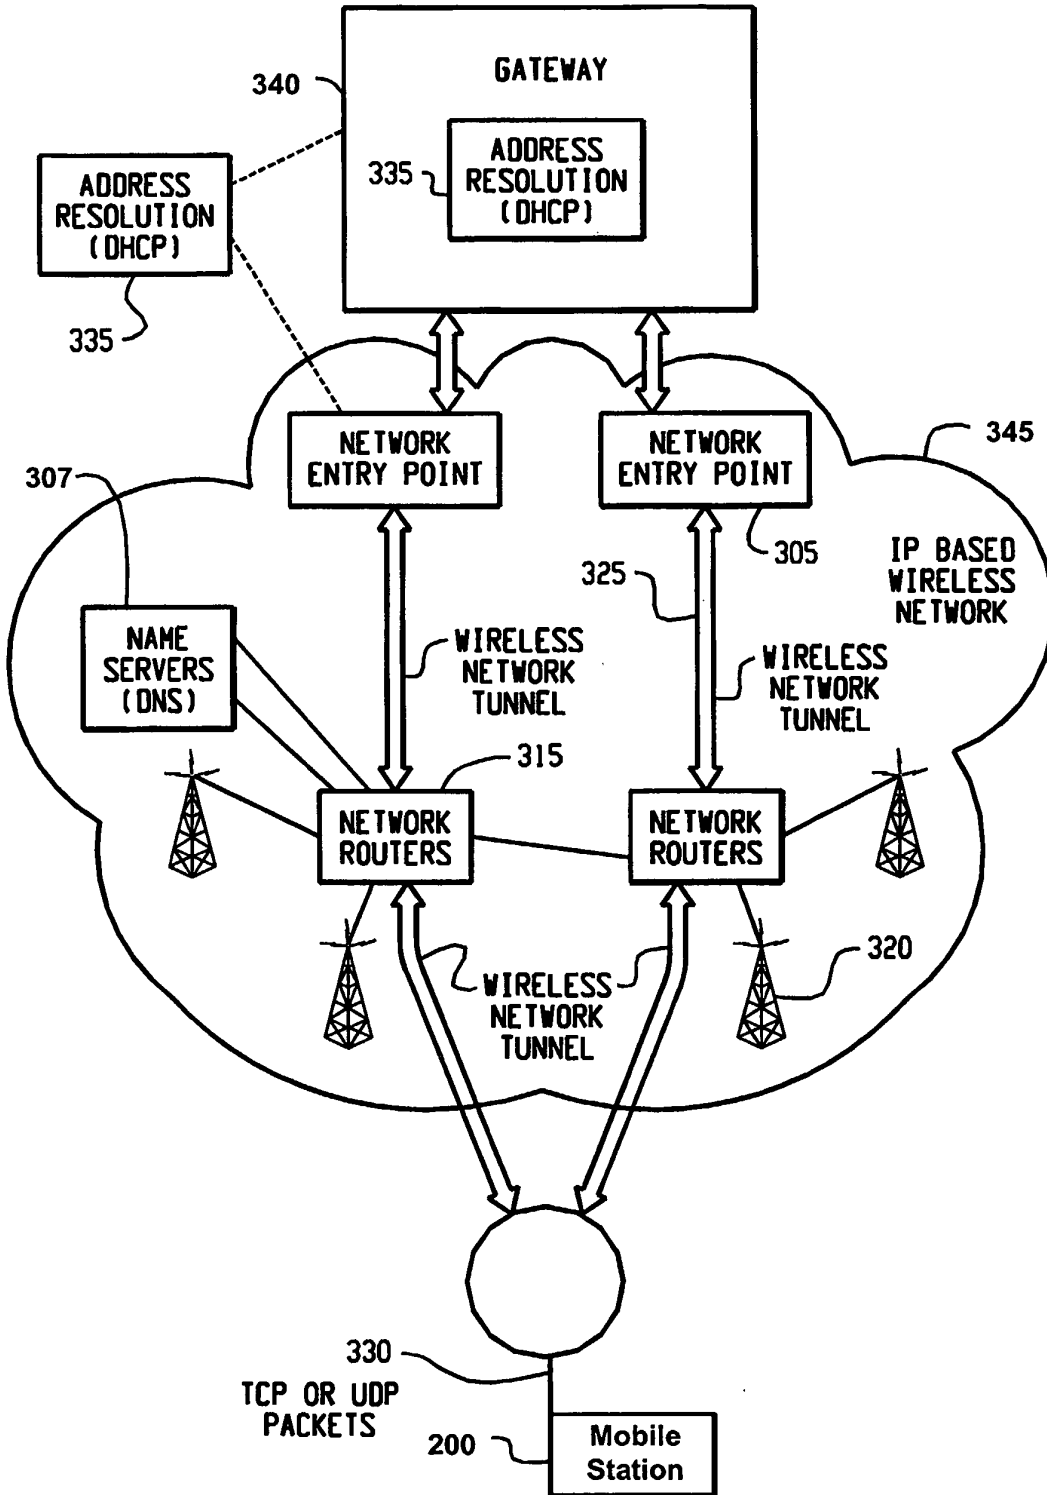 GATEWAY
340
ADDRESS
RESOLUTION
(DHCP)
335
ADDRESS
RESOLUTION
(DHCP)
335
NETWORK
ENTRY POINT
NETWORK
ENTRY POINT
345
307
305
325
IP BASED
WIRELESS
NETWORK
NAME
SERVERS
(DNS)
WIRELESS
NETWORK
TUNNEL
WIRELESS
NETWORK
TUNNEL
315
NETWORK
ROUTERS
NETWORK
ROUTERS
320
WIRELESS
NETWORK
TUNNEL
330
TCP OR UDP
PACKETS
200
Mobile
Station